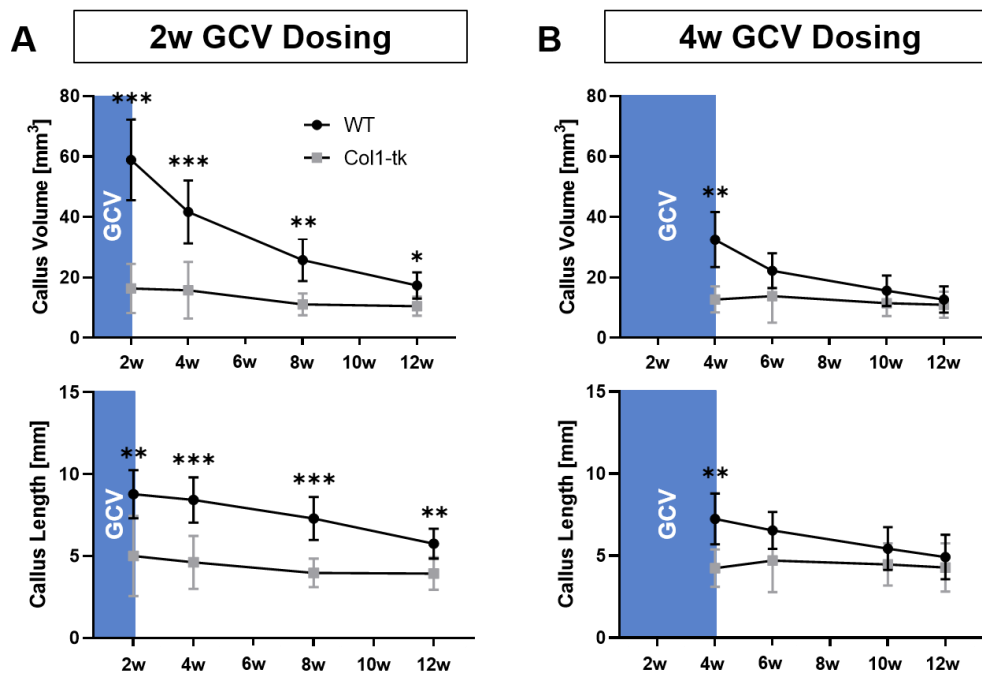 A
2w GCV Dosing
B
4w GCV Dosing
Callus Volume [mm³]
80
60
40
20
0
GCV
***
***
**
*
WT
Col1-tk
2w 4w 6w 8w 10w 12w
Callus Volume [mm³]
80
60
40
20
0
GCV
**
2w 4w 6w 8w 10w 12w
Callus Length [mm]
15
10
5
0
GCV
**
***
***
**
2w 4w 6w 8w 10w 12w
Callus Length [mm]
15
10
5
0
GCV
**
2w 4w 6w 8w 10w 12w